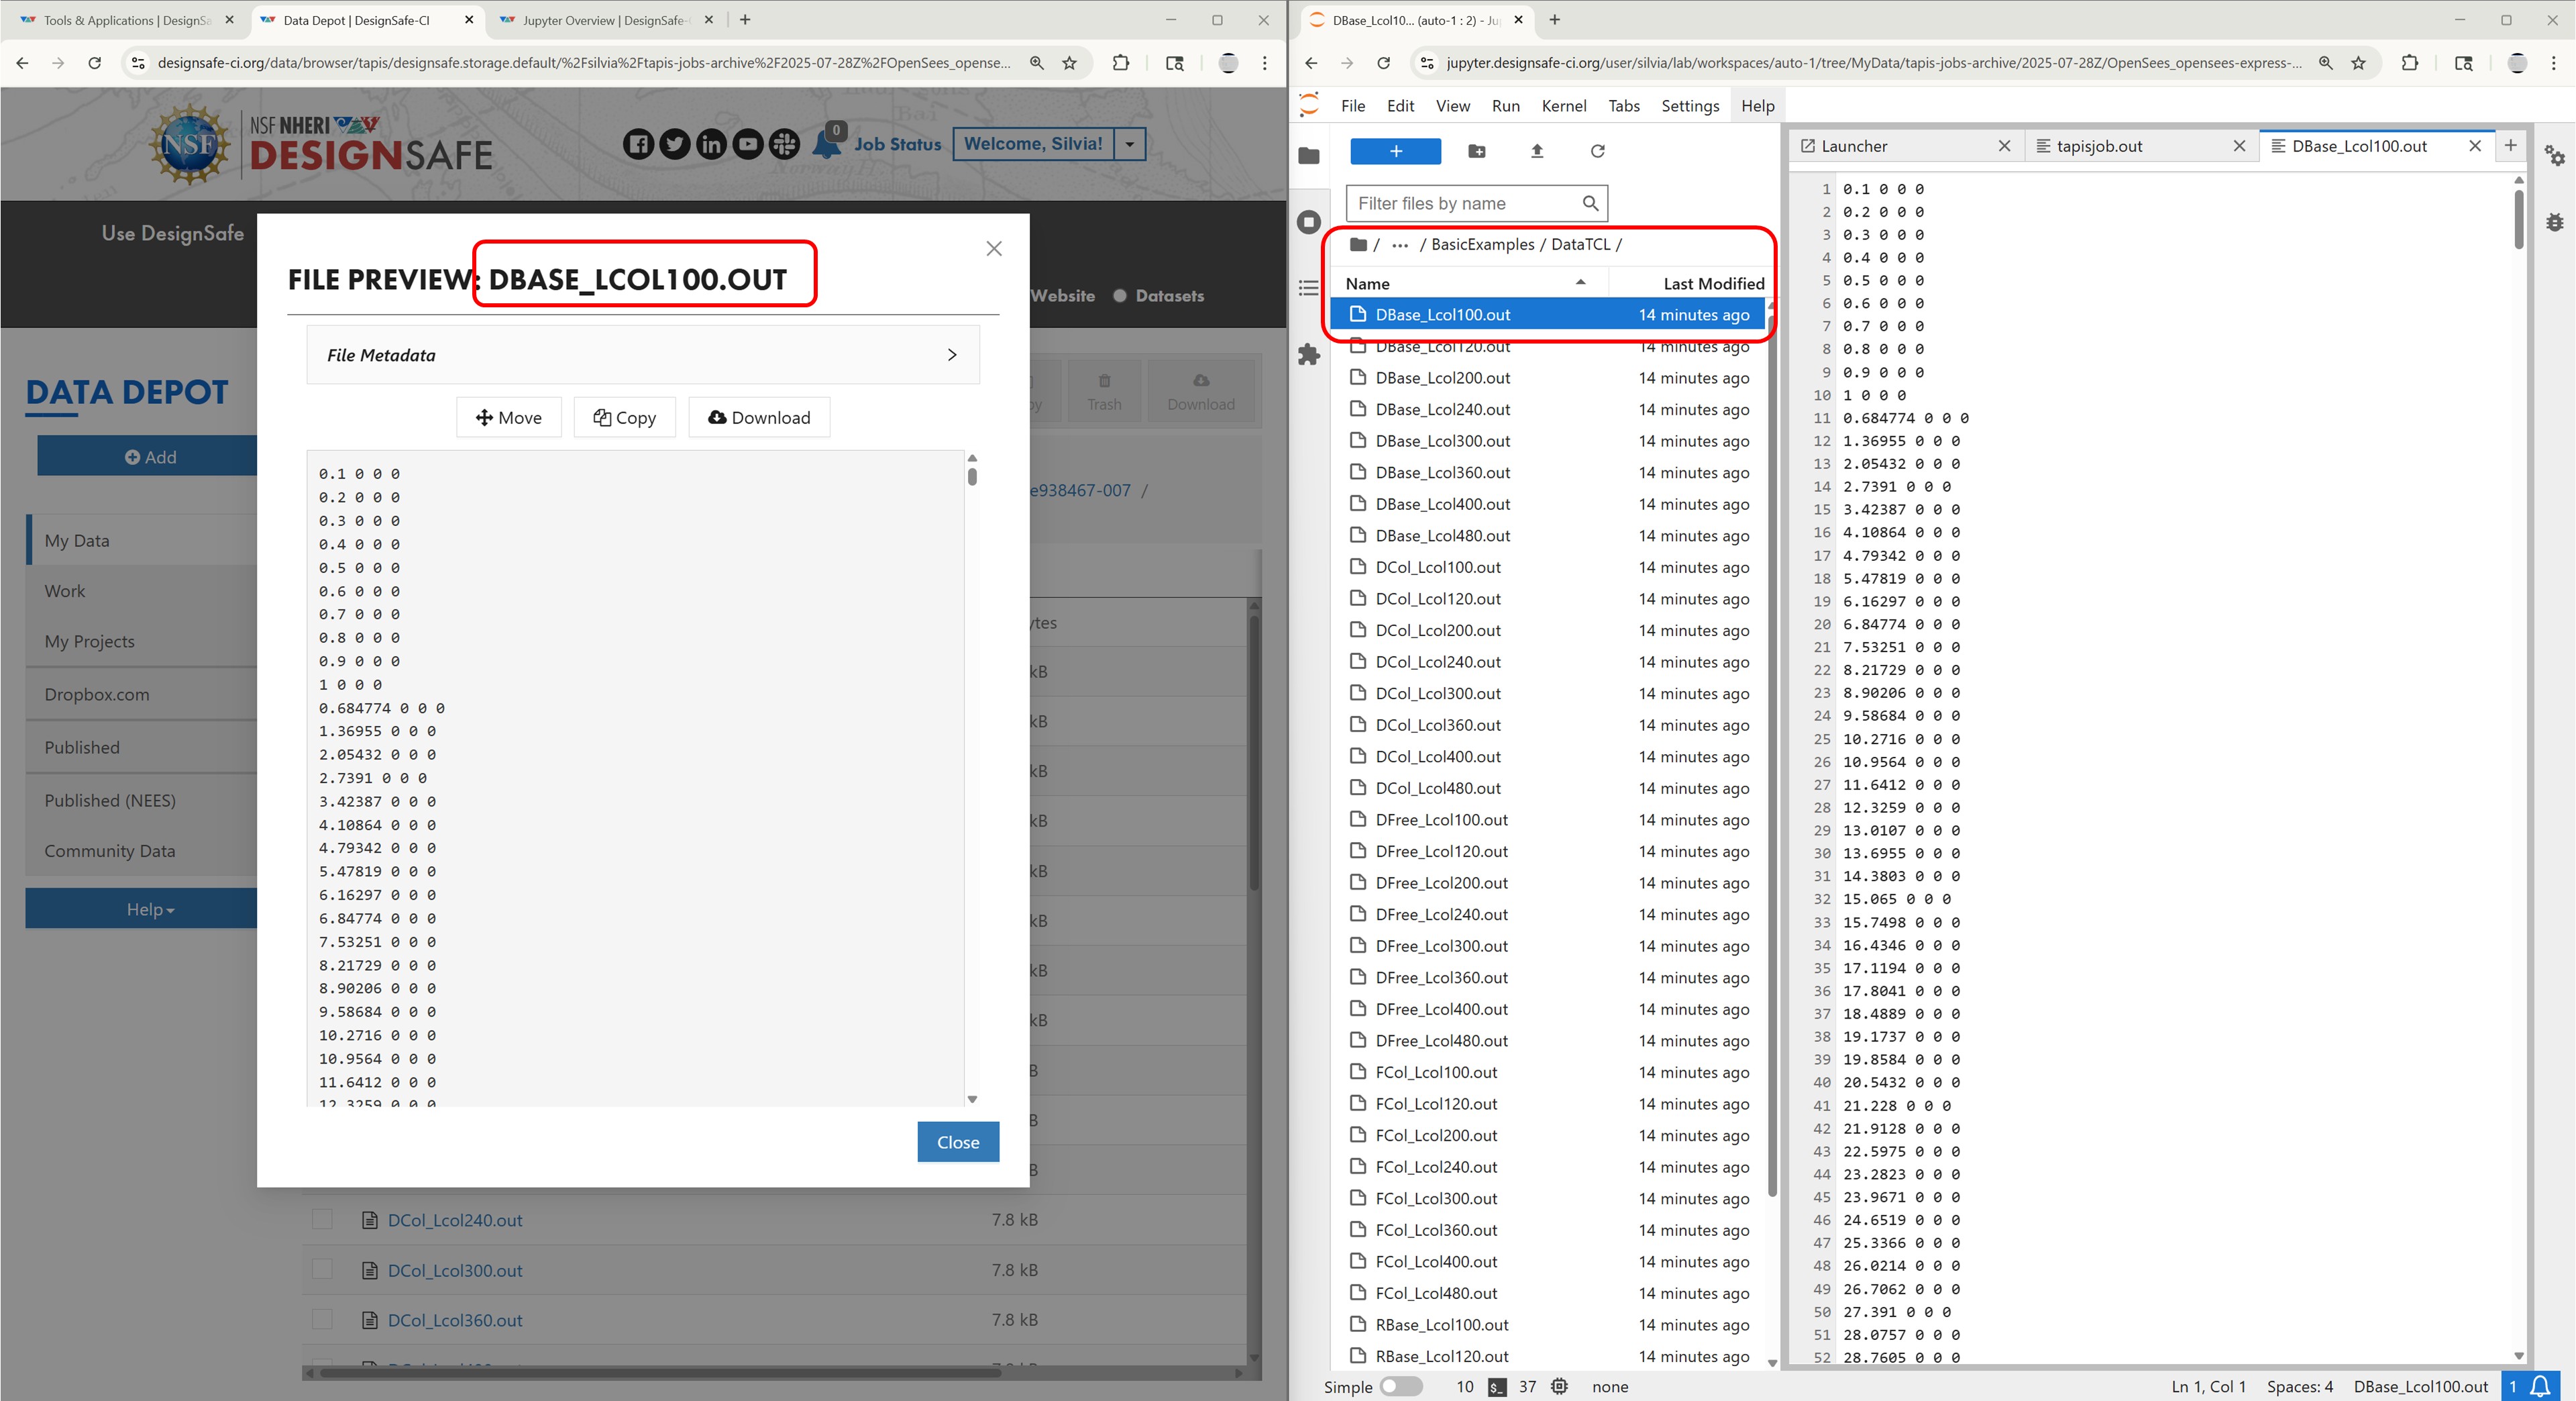 Tools & Applications | DesignSa
Data Depot | DesignSafe-CI
Jupyter Overview | DesignSafe-
designsafe-ci.org/data/browser/tapis/designsafe.storage.default/%2Fsilvia%2Ftapis-jobs-archive%2F2025-07-28Z%2FOpenSees_opense...
NSF
NSF NHERI
DESIGNSAFE
0
Job Status
Welcome, Silvia!
Use DesignSafe
Website
Datasets
FILE PREVIEW: DBASE_LCOL100.OUT
File Metadata
Move
Copy
Download
Trash
Download
DATA DEPOT
Add
My Data
Work
My Projects
Dropbox.com
Published
Published (NEES)
Community Data
Help
e938467-007 /
0.1 0 0 0
0.2 0 0 0
0.3 0 0 0
0.4 0 0 0
0.5 0 0 0
0.6 0 0 0
0.7 0 0 0
0.8 0 0 0
0.9 0 0 0
1 0 0 0
0.684774 0 0 0
1.36955 0 0 0
2.05432 0 0 0
2.7391 0 0 0
3.42387 0 0 0
4.10864 0 0 0
4.79342 0 0 0
5.47819 0 0 0
6.16297 0 0 0
6.84774 0 0 0
7.53251 0 0 0
8.21729 0 0 0
8.90206 0 0 0
9.58684 0 0 0
10.2716 0 0 0
10.9564 0 0 0
11.6412 0 0 0
12.3259 0 0 0
Close
kB
kB
kB
kB
kB
kB
kB
kB
DCol_Lcol240.out 7.8 kB
DCol_Lcol300.out 7.8 kB
DCol_Lcol360.out 7.8 kB
DBase_Lcol10... (auto-1 : 2) - Ju
jupyter.designsafe-ci.org/user/silvia/lab/workspaces/auto-1/tree/MyData/tapis-jobs-archive/2025-07-28Z/OpenSees_opensees-express-...
File Edit View Run Kernel Tabs Settings Help
+
Filter files by name
/ ... / BasicExamples / DataTCL /
Name Last Modified
DBase_Lcol100.out 14 minutes ago
DBase_Lcol120.out 14 minutes ago
DBase_Lcol200.out 14 minutes ago
DBase_Lcol240.out 14 minutes ago
DBase_Lcol300.out 14 minutes ago
DBase_Lcol360.out 14 minutes ago
DBase_Lcol400.out 14 minutes ago
DBase_Lcol480.out 14 minutes ago
DCol_Lcol100.out 14 minutes ago
DCol_Lcol120.out 14 minutes ago
DCol_Lcol200.out 14 minutes ago
DCol_Lcol240.out 14 minutes ago
DCol_Lcol300.out 14 minutes ago
DCol_Lcol360.out 14 minutes ago
DCol_Lcol400.out 14 minutes ago
DCol_Lcol480.out 14 minutes ago
DFree_Lcol100.out 14 minutes ago
DFree_Lcol120.out 14 minutes ago
DFree_Lcol200.out 14 minutes ago
DFree_Lcol240.out 14 minutes ago
DFree_Lcol300.out 14 minutes ago
DFree_Lcol360.out 14 minutes ago
DFree_Lcol400.out 14 minutes ago
DFree_Lcol480.out 14 minutes ago
FCol_Lcol100.out 14 minutes ago
FCol_Lcol120.out 14 minutes ago
FCol_Lcol200.out 14 minutes ago
FCol_Lcol240.out 14 minutes ago
FCol_Lcol300.out 14 minutes ago
FCol_Lcol360.out 14 minutes ago
FCol_Lcol400.out 14 minutes ago
FCol_Lcol480.out 14 minutes ago
RBase_Lcol100.out 14 minutes ago
RBase_Lcol120.out 14 minutes ago
Launcher
tapisjob.out
DBase_Lcol100.out
1 0.1 0 0 0
2 0.2 0 0 0
3 0.3 0 0 0
4 0.4 0 0 0
5 0.5 0 0 0
6 0.6 0 0 0
7 0.7 0 0 0
8 0.8 0 0 0
9 0.9 0 0 0
10 1 0 0 0
11 0.684774 0 0 0
12 1.36955 0 0 0
13 2.05432 0 0 0
14 2.7391 0 0 0
15 3.42387 0 0 0
16 4.10864 0 0 0
17 4.79342 0 0 0
18 5.47819 0 0 0
19 6.16297 0 0 0
20 6.84774 0 0 0
21 7.53251 0 0 0
22 8.21729 0 0 0
23 8.90206 0 0 0
24 9.58684 0 0 0
25 10.2716 0 0 0
26 10.9564 0 0 0
27 11.6412 0 0 0
28 12.3259 0 0 0
29 13.0107 0 0 0
30 13.6955 0 0 0
31 14.3803 0 0 0
32 15.065 0 0 0
33 15.7498 0 0 0
34 16.4346 0 0 0
35 17.1194 0 0 0
36 17.8041 0 0 0
37 18.4889 0 0 0
38 19.1737 0 0 0
39 19.8584 0 0 0
40 20.5432 0 0 0
41 21.228 0 0 0
42 21.9128 0 0 0
43 22.5975 0 0 0
44 23.2823 0 0 0
45 23.9671 0 0 0
46 24.6519 0 0 0
47 25.3366 0 0 0
48 26.0214 0 0 0
49 26.7062 0 0 0
50 27.391 0 0 0
51 28.0757 0 0 0
52 28.7605 0 0 0
Simple 10 37 none
Ln 1, Col 1 Spaces: 4 DBase_Lcol100.out 1